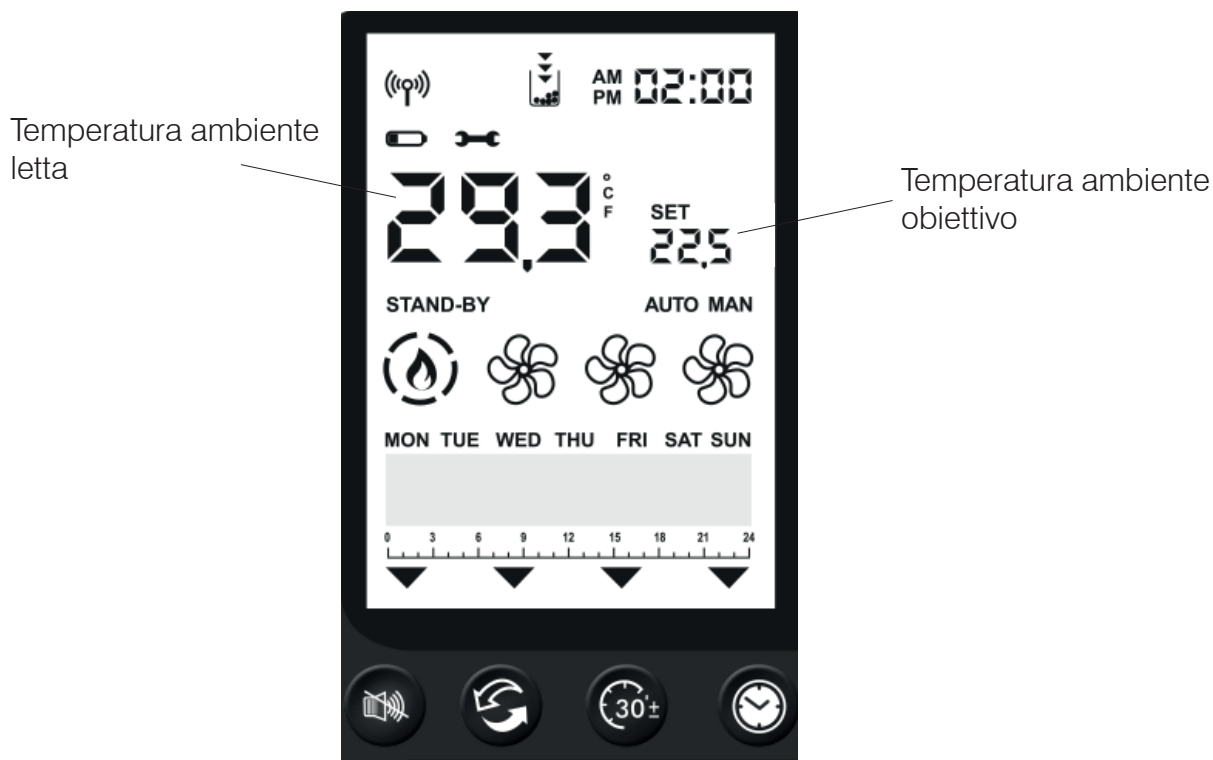 AM
PM 02:00
Temperatura ambiente
letta
29,3 °
C
F
Temperatura ambiente
obiettivo
SET
22,5
STAND-BY AUTO MAN
MON TUE WED THU FRI SAT SUN
0 3 6 9 12 15 18 21 24
30'±